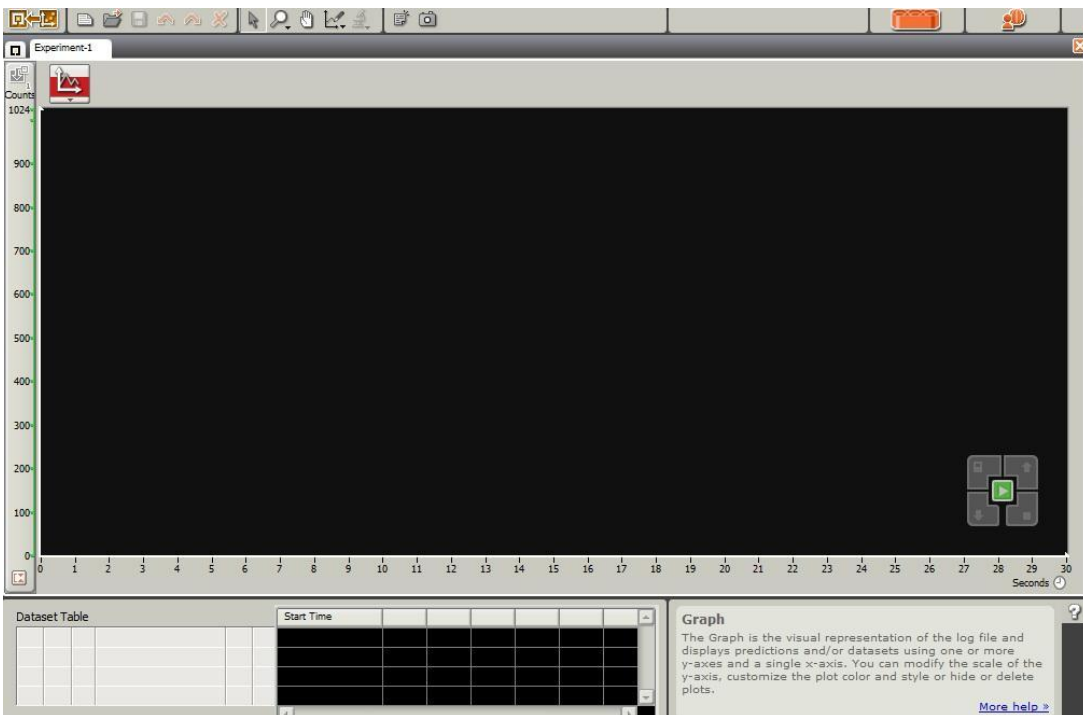 Experiment-1
1
Counts
1024
900
800
700
600
500
400
300
200
100
0
0 1 2 3 4 5 6 7 8 9 10 11 12 13 14 15 16 17 18 19 20 21 22 23 24 25 26 27 28 29 30
Seconds
Dataset Table
Start Time
Graph
The Graph is the visual representation of the log file and
displays predictions and/or datasets using one or more
y-axes and a single x-axis. You can modify the scale of the
y-axis, customize the plot color and style or hide or delete
plots.
More help »
?